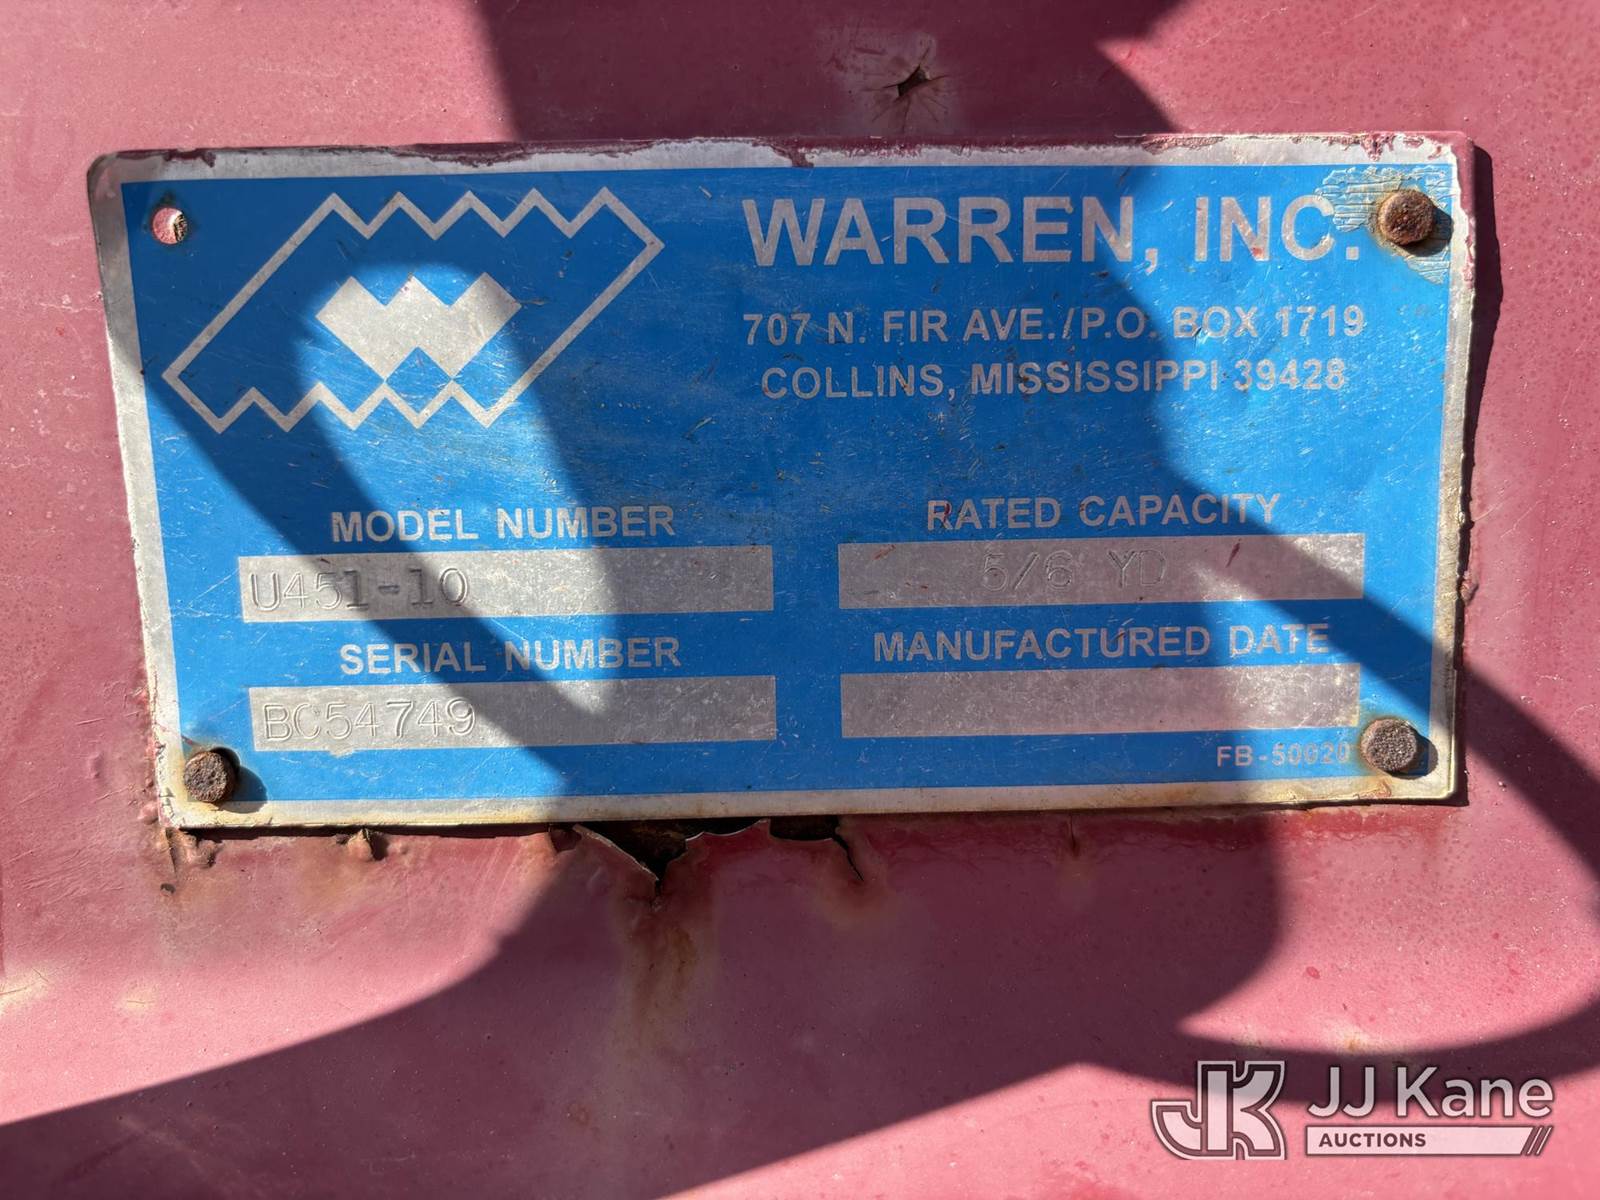 WARREN, INC.
707 N. FIR AVE./P.O. BOX 1719
COLLINS, MISSISSIPPI 39428
MODEL NUMBER
U451-10
RATED CAPACITY
5/6 YD
SERIAL NUMBER
BC54749
MANUFACTURED DATE
FB-50020
JJ Kane
AUCTIONS